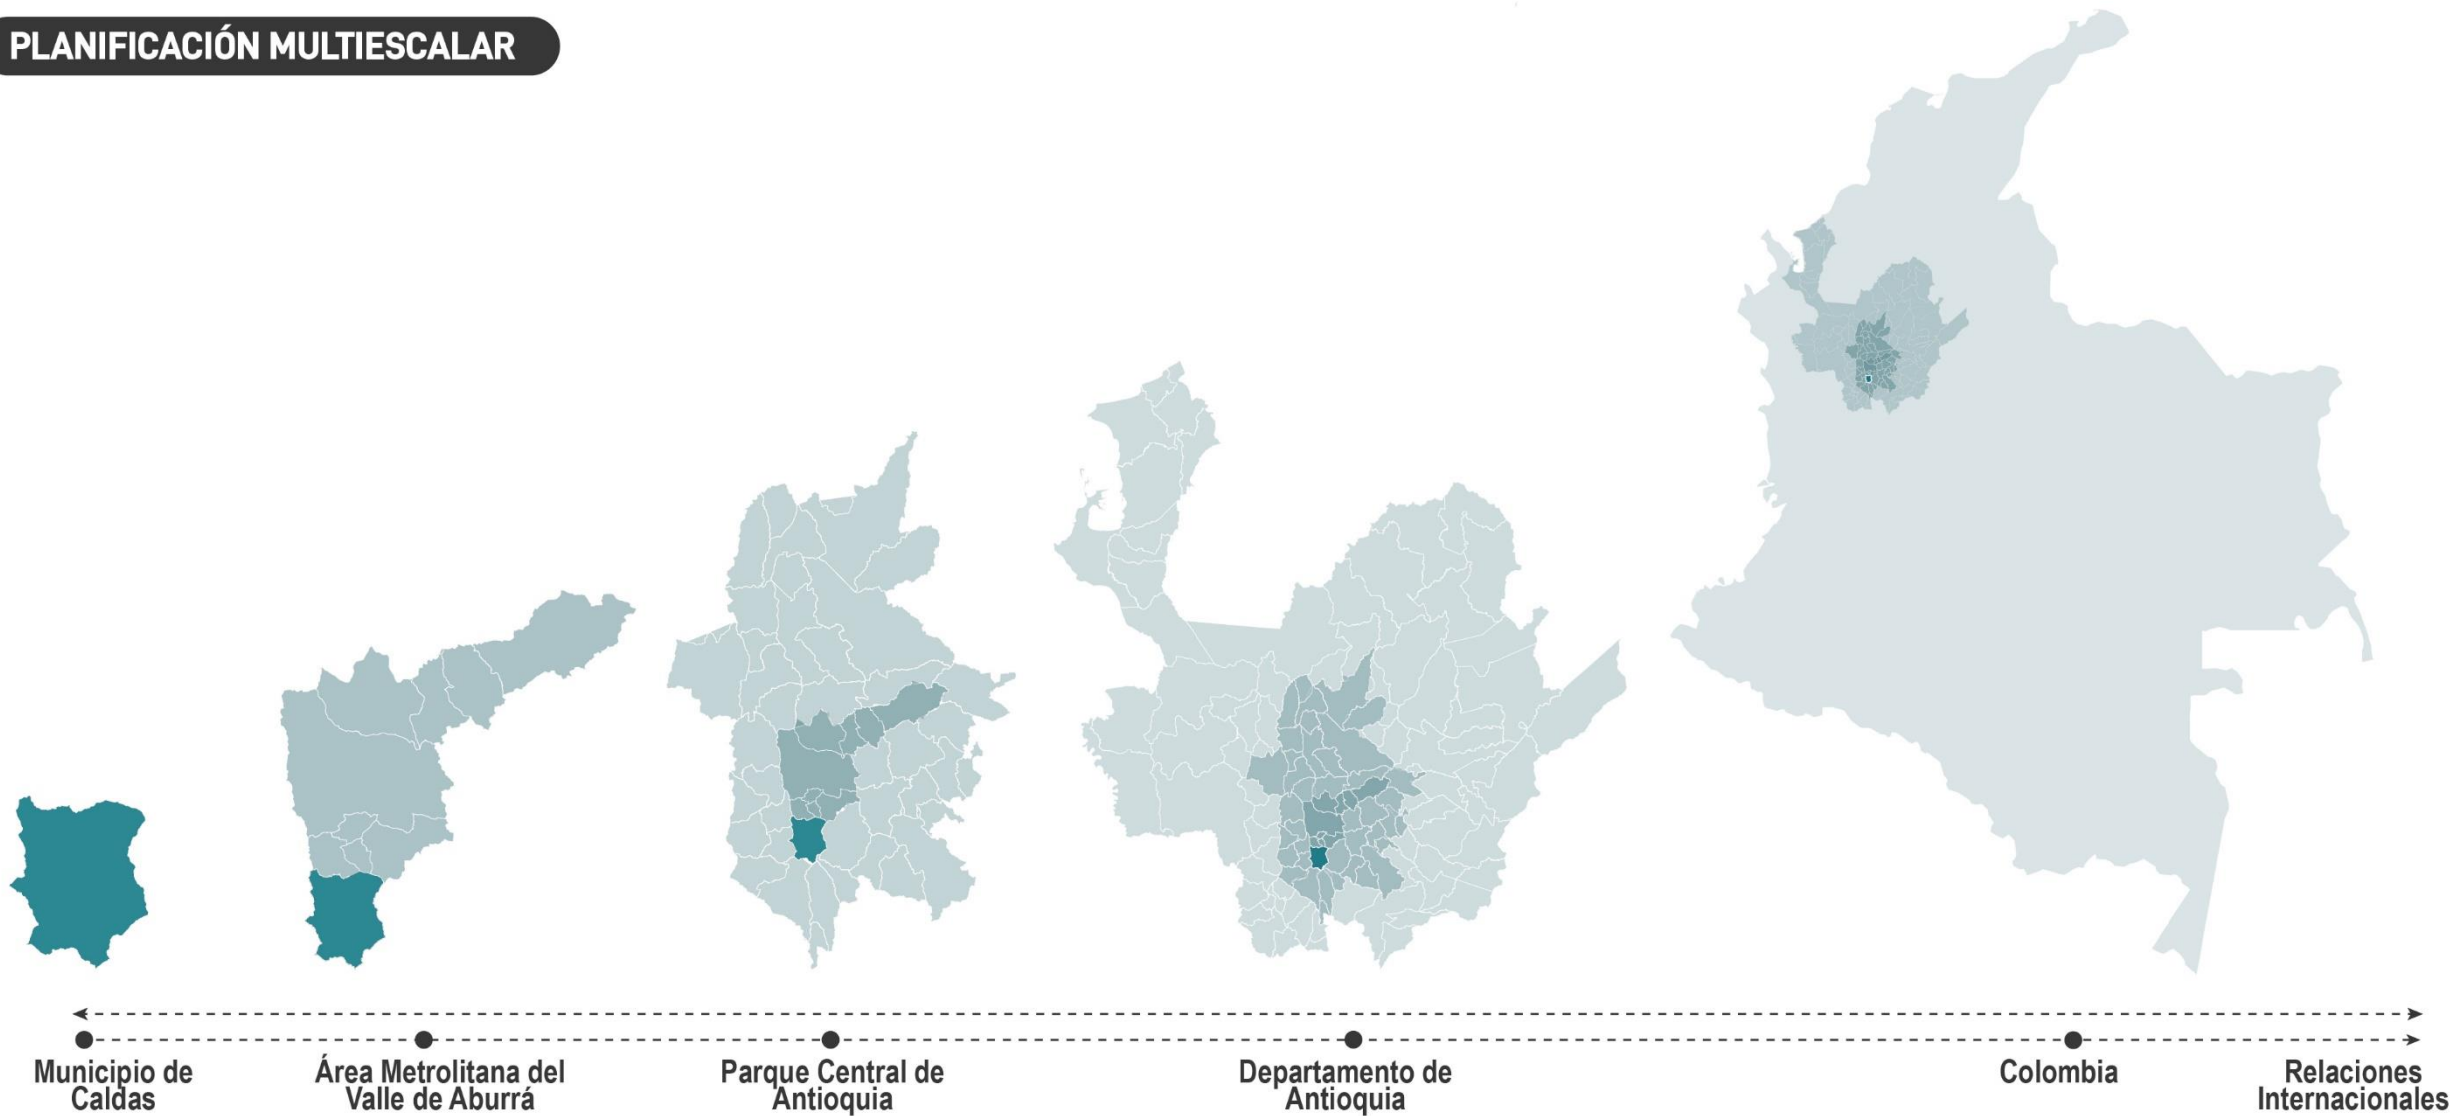 PLANIFICACIÓN MULTIESCALAR
Municipio de
Caldas
Área Metrolitana del
Valle de Aburrá
Parque Central de
Antioquia
Departamento de
Antioquia
Colombia
Relaciones
Internacionales